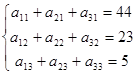 a₁₁ + a₂₁ + a₃₁ = 44
a₁₂ + a₂₂ + a₃₂ = 23
a₁₃ + a₂₃ + a₃₃ = 5